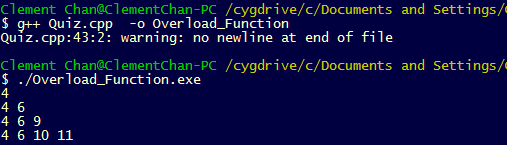 Clement Chan@ClementChan-PC /cygdrive/c/Documents and Settings/
$ g++ Quiz.cpp  -o Overload_Function
Quiz.cpp:43:2: warning: no newline at end of file
Clement Chan@ClementChan-PC /cygdrive/c/Documents and Settings/
$ ./Overload_Function.exe
4
4 6
4 6 9
4 6 10 11